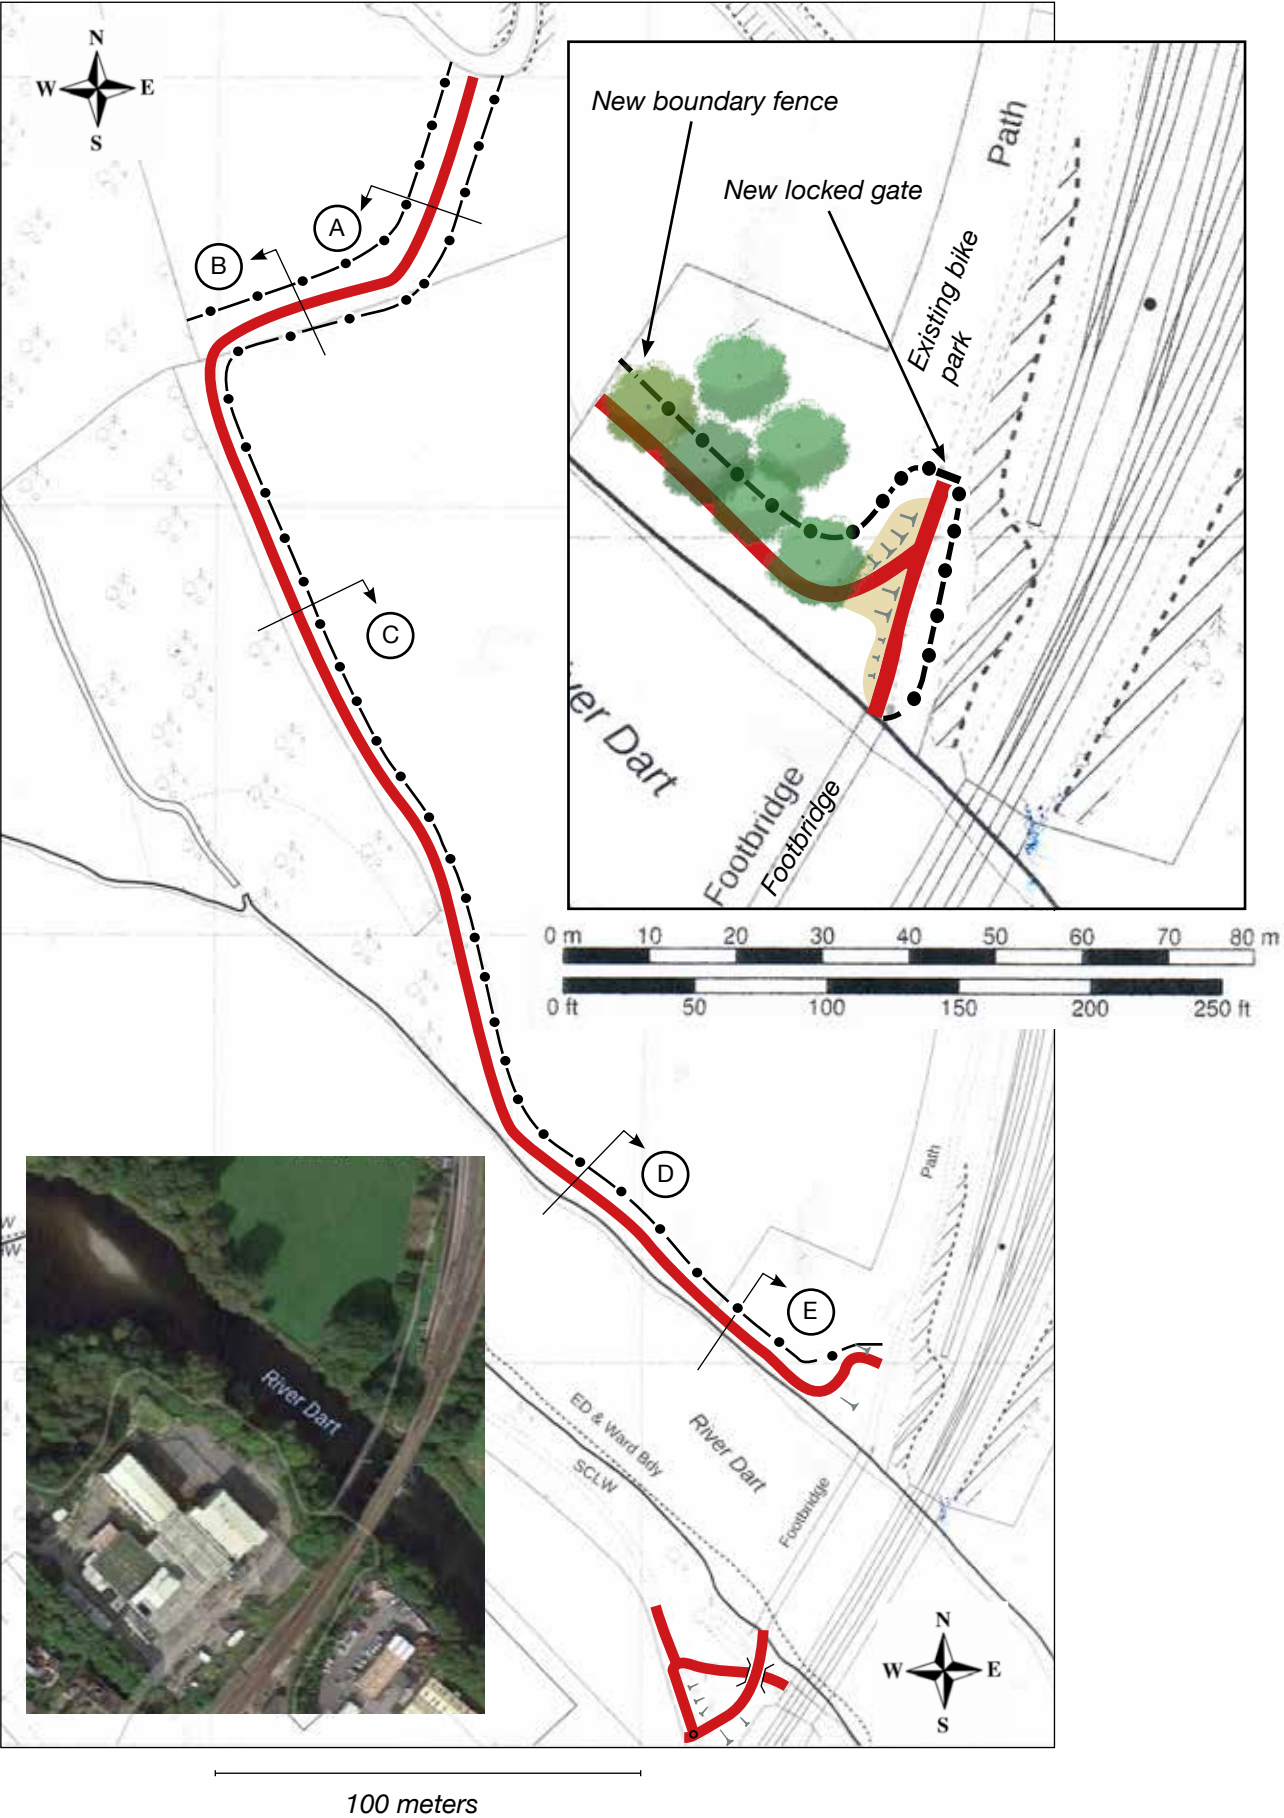 N
W E
S
New boundary fence
New locked gate
Path
Existing bike
park
A
B
C
ver Dart
Footbridge
Footbridge
0 m 10 20 30 40 50 60 70 80 m
0 ft 50 100 150 200 250 ft
D
Path
E
River Dart
ED & Ward Bdy
SCLW
River Dart
Footbridge
N
W E
S
100 meters